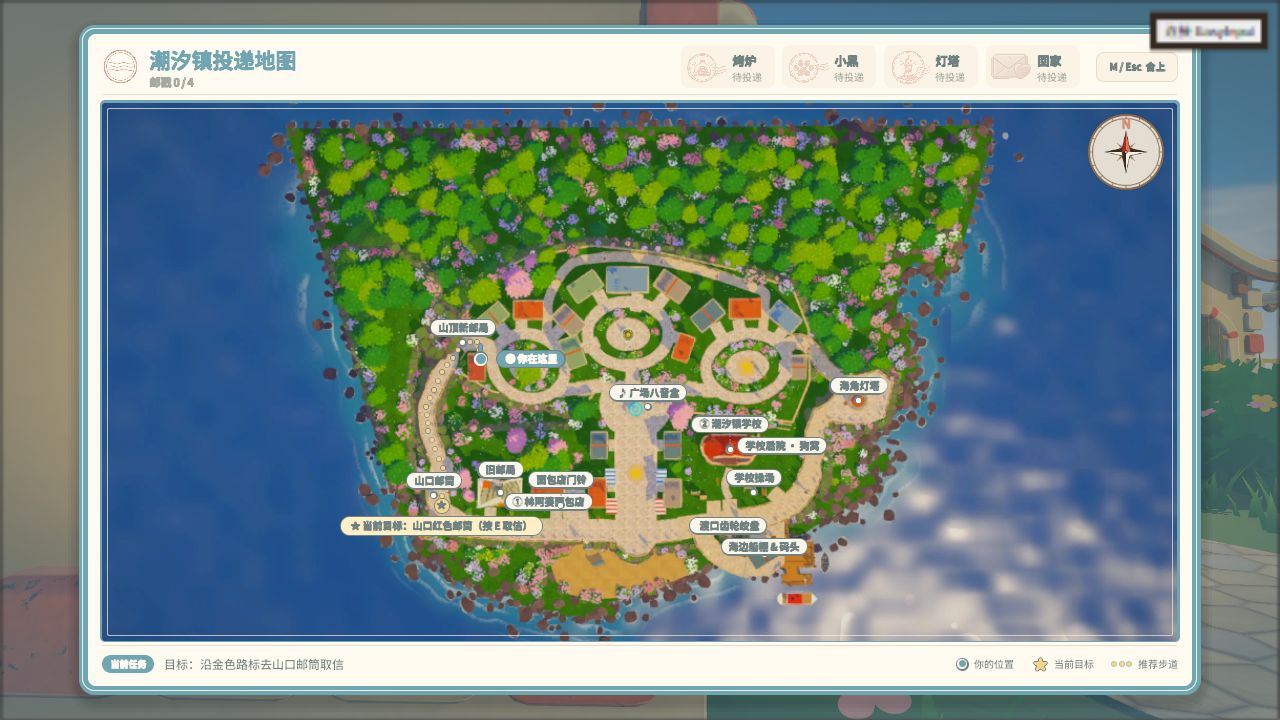 潮汐镇投递地图
邮戳 0 / 4
烤炉
待投递
小黑
待投递
灯塔
待投递
回家
待投递
M / Esc 合上
N
山顶新邮局
你在这里
♪ 广场八音盒
海角灯塔
② 潮汐镇学校
学校后院 · 狗窝
旧邮局
山口邮筒
面包店门铃
学校操场
① 林阿婆面包店
★ 当前目标：山口红色邮筒（按 E 取信）
渡口齿轮绞盘
海边船棚 & 码头
当前任务
目标：沿金色路标去山口邮筒取信
你的位置
当前目标
推荐步道